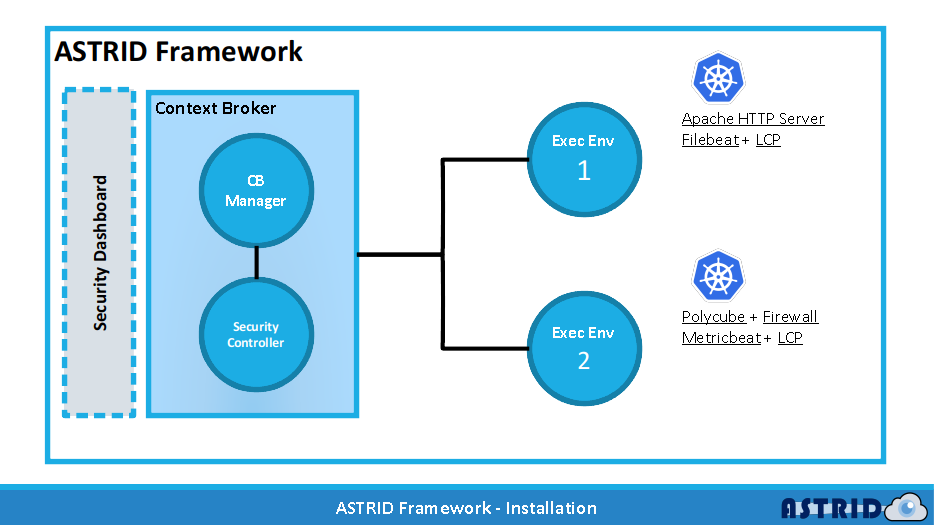 ASTRID Framework
Security Dashboard
Context Broker
CB
Manager
Security
Controller
Exec Env
1
Apache HTTP Server
Filebeat + LCP
Exec Env
2
Polycube + Firewall
Metricbeat + LCP
ASTRID Framework - Installation
ASTRID